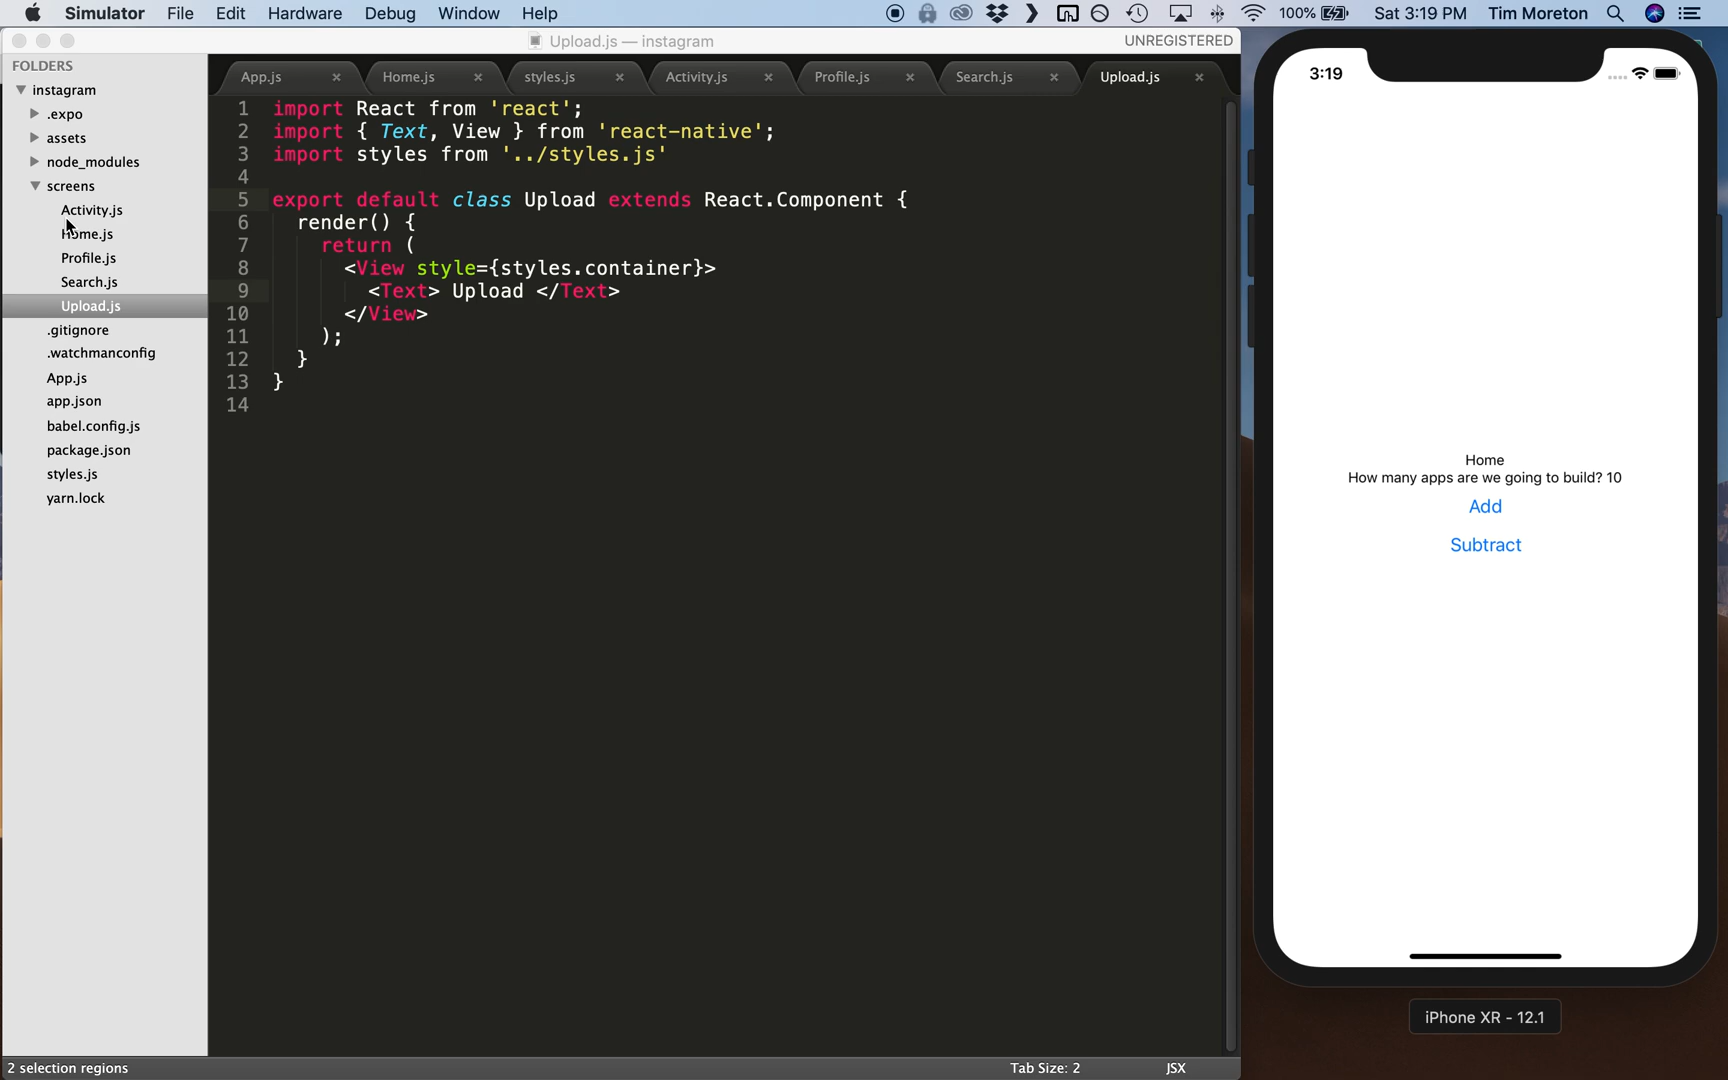 Simulator File Edit Hardware Debug Window Help 100% Sat 3:19 PM Tim Moreton
Upload.js — instagram UNREGISTERED
FOLDERS
instagram
.expo
assets
node_modules
screens
Activity.js
Home.js
Profile.js
Search.js
Upload.js
.gitignore
.watchmanconfig
App.js
app.json
babel.config.js
package.json
styles.js
yarn.lock
App.js × Home.js × styles.js × Activity.js × Profile.js × Search.js × Upload.js ×
1 import React from 'react';
2 import { Text, View } from 'react-native';
3 import styles from '../styles.js'
4
5 export default class Upload extends React.Component {
6 render() {
7 return (
8 <View style={styles.container}>
9 <Text> Upload </Text>
10 </View>
11 );
12 }
13 }
14
2 selection regions Tab Size: 2 JSX
3:19
Home
How many apps are we going to build? 10
Add
Subtract
iPhone XR - 12.1